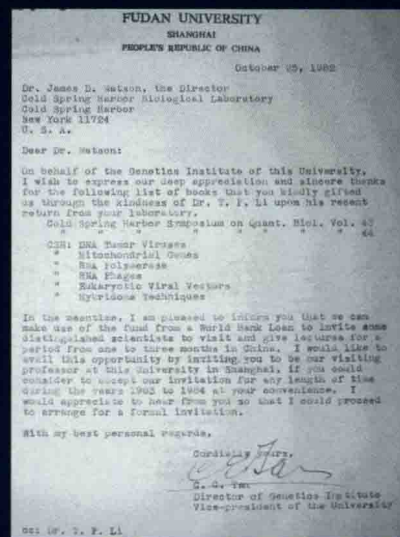 FUDAN UNIVERSITY
SHANGHAI
PEOPLE'S REPUBLIC OF CHINA
October 25, 1982
Dr. James D. Watson, the Director
Cold Spring Harbor Biological Laboratory
Cold Spring Harbor
New York 11724
U. S. A.
Dear Dr. Watson:
On behalf of the Genetics Institute of this University,
I wish to express our deep appreciation and sincere thanks
for the following list of books that you kindly gifted
us through the kindness of Dr. T. P. Li upon his recent
return from your laboratory.
Cold Spring Harbor Symposium on Quant. Biol. Vol.
" " " " " " "
CSH: DNA Tumor Viruses
" Mitochondrial Genes
" RNA Polymerase
" RNA Phages
" Eukaryotic Viral Vectors
" Hybridoma Techniques
In the meantime, I am pleased to inform you that we can
make use of the fund from a World Bank Loan to invite some
distinguished scientists to visit and give lectures for a
period from one to three months in China. I would like to
avail this opportunity by inviting you to be our visiting
professor at this University in Shanghai, if you could
consider to accept our invitation for any length of time
during the years 1983 to 1984 at your convenience. I
would appreciate to hear from you so that I could proceed
to arrange for a formal invitation.
With my best personal regards,
Cordially yours,
C. C. Tan
Director of Genetics Institute
Vice-president of the University
cc: Dr. T. P. Li